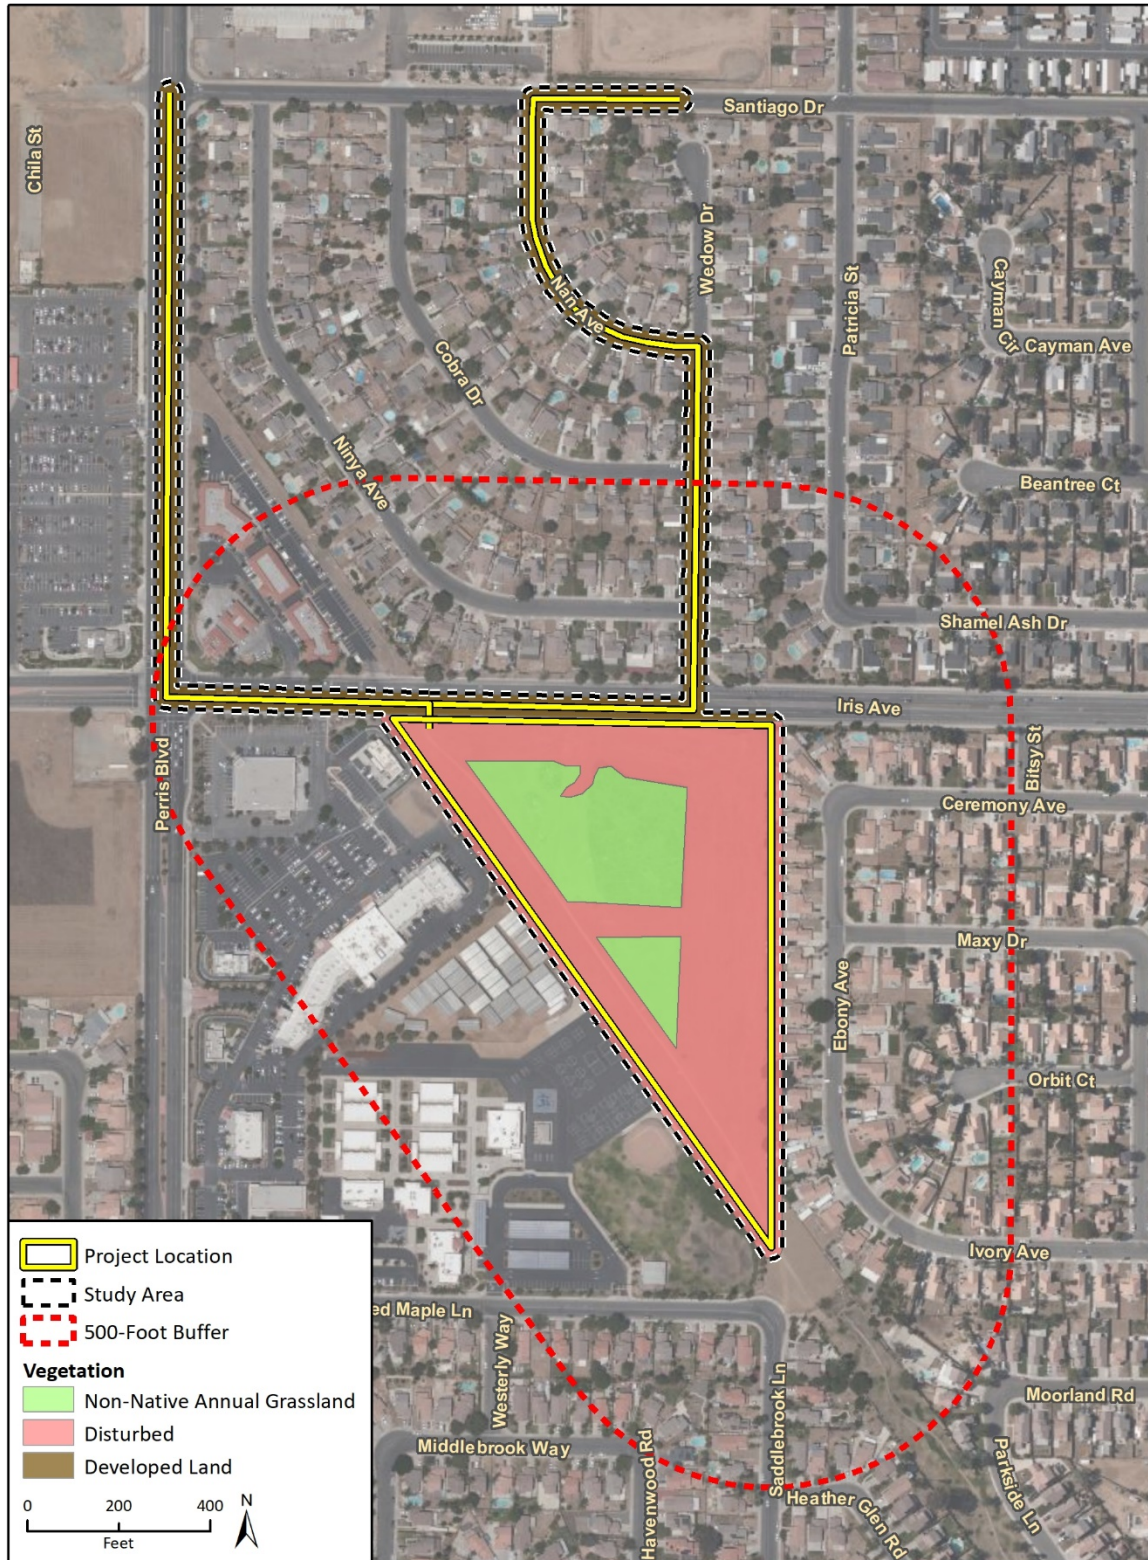 Santiago Dr
Chila St
Wedow Dr
Patricia St
Cayman Cir
Nan Ave
Cayman Ave
Cobra Dr
Ninya Ave
Beantree Ct
Shamel Ash Dr
Iris Ave
Bitsy St
Perris Blvd
Ceremony Ave
Maxy Dr
Ebony Ave
Orbit Ct
Ivory Ave
ed Maple Ln
Westerly Way
Saddlebrook Ln
Moorland Rd
Middlebrook Way
Havenwood Rd
Parkside Ln
Heather Glen Rd
Project Location
Study Area
500-Foot Buffer
Vegetation
Non-Native Annual Grassland
Disturbed
Developed Land
0 200 400
Feet
N